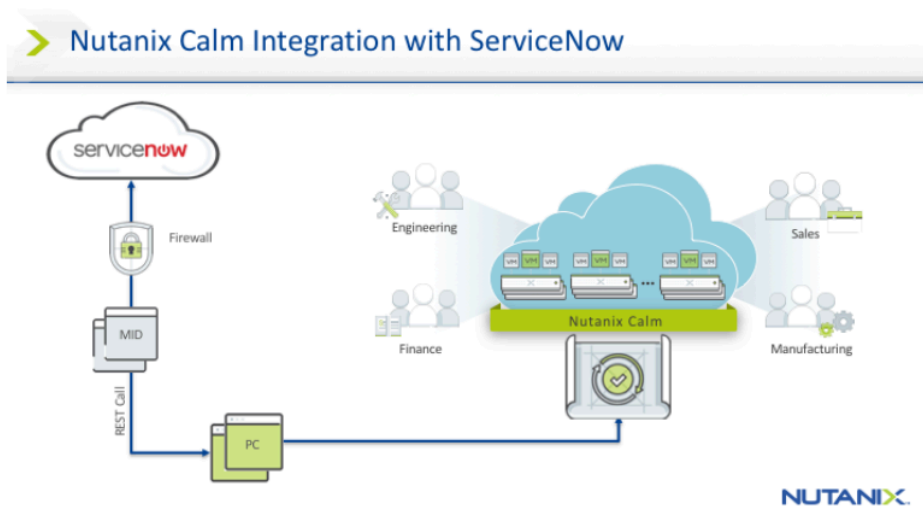 Nutanix Calm Integration with ServiceNow
servicenow
Firewall
MID
REST Call
PC
Engineering
Finance
Sales
Manufacturing
VM VM VM VM VM VM VM VM VM
...
Nutanix Calm
NUTANIX